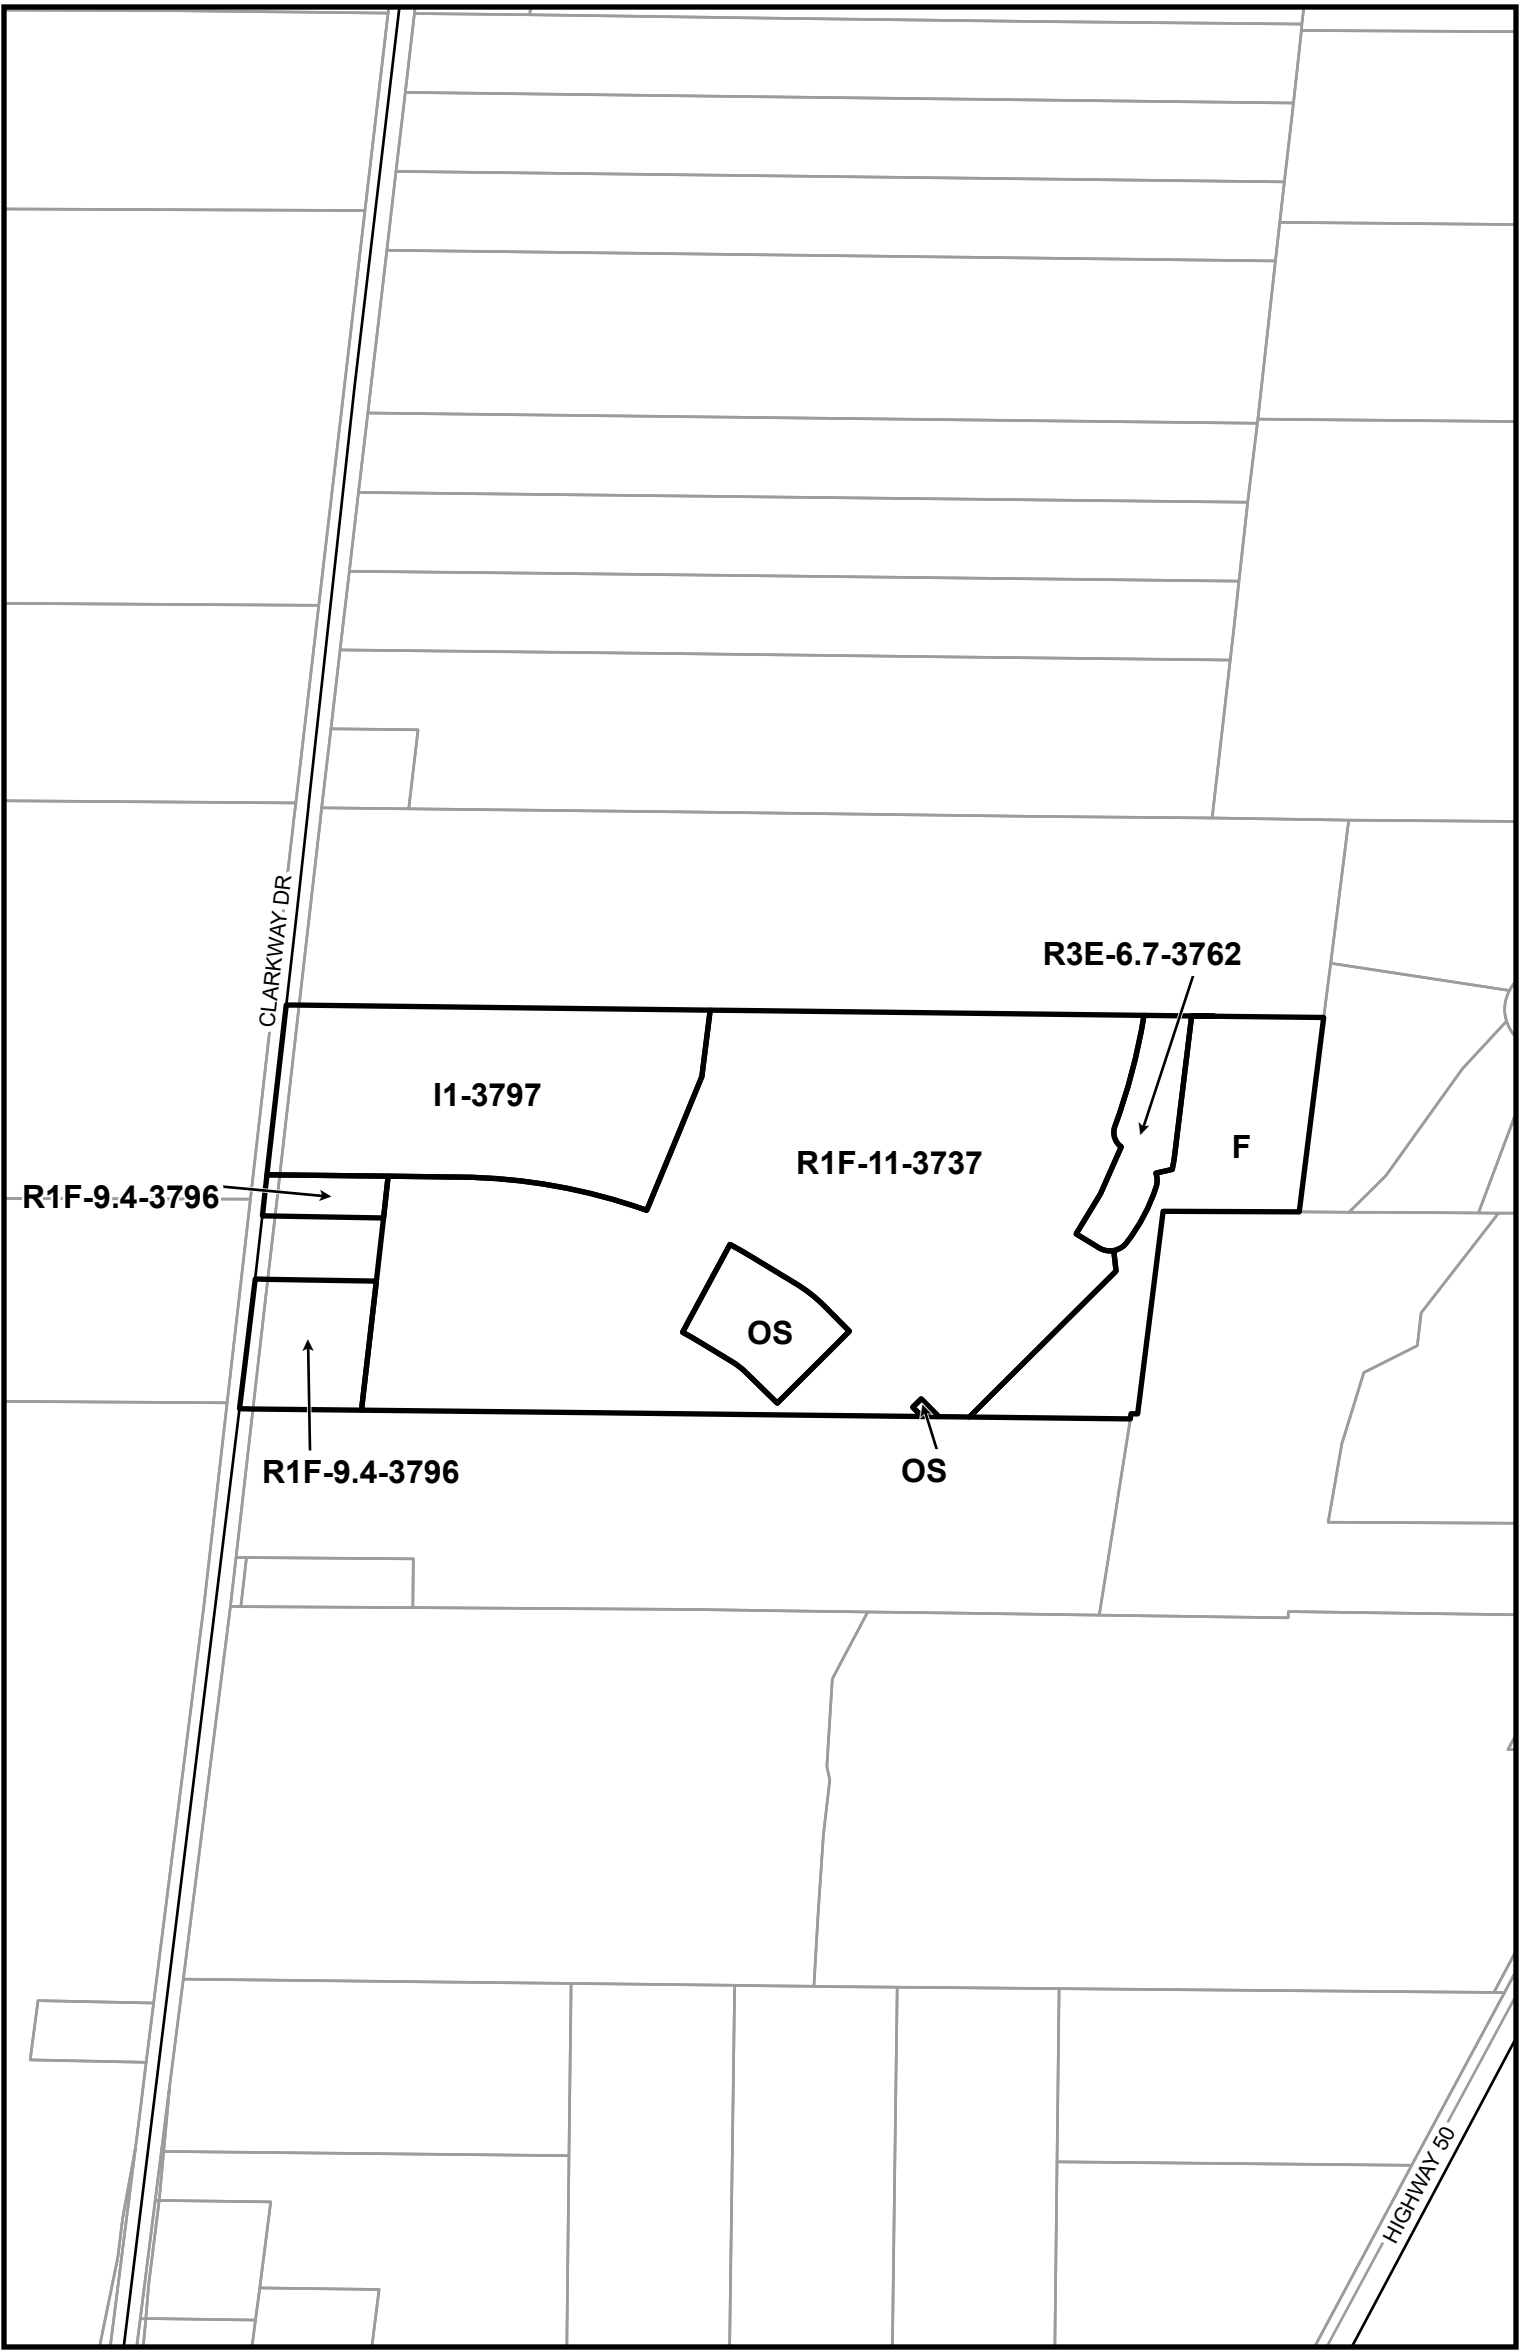 CLARKWAY DR
R3E-6.7-3762
I1-3797
F
R1F-11-3737
R1F-9.4-3796
OS
R1F-9.4-3796
OS
HIGHWAY 50